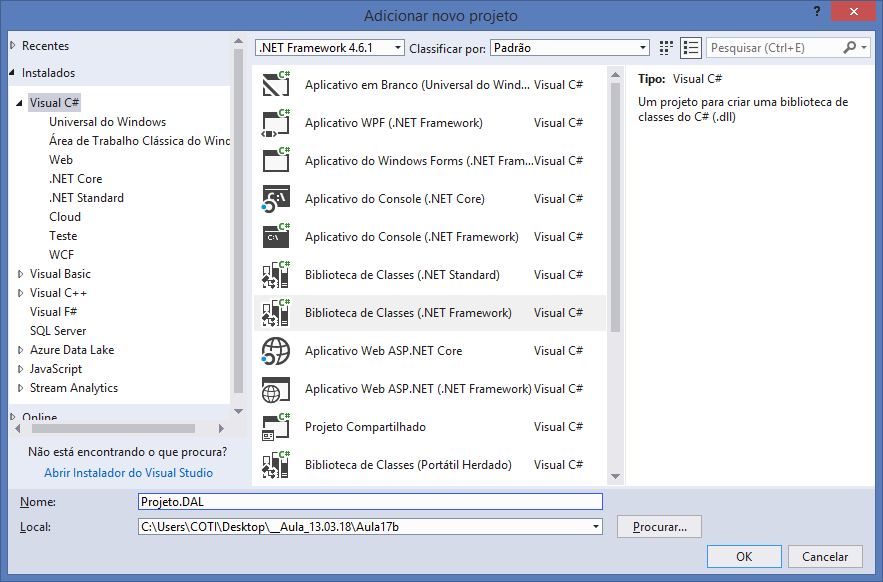 Adicionar novo projeto
?
Recentes
Instalados
Visual C#
Universal do Windows
Área de Trabalho Clássica do Winc
Web
.NET Core
.NET Standard
Cloud
Teste
WCF
Visual Basic
Visual C++
Visual F#
SQL Server
Azure Data Lake
JavaScript
Stream Analytics
Online
Não está encontrando o que procura?
Abrir Instalador do Visual Studio
.NET Framework 4.6.1
Classificar por: Padrão
Pesquisar (Ctrl+E)
Aplicativo em Branco (Universal do Wind... Visual C#
Aplicativo WPF (.NET Framework) Visual C#
Aplicativo do Windows Forms (.NET Fram... Visual C#
Aplicativo do Console (.NET Core) Visual C#
Aplicativo do Console (.NET Framework) Visual C#
Biblioteca de Classes (.NET Standard) Visual C#
Biblioteca de Classes (.NET Framework) Visual C#
Aplicativo Web ASP.NET Core Visual C#
Aplicativo Web ASP.NET (.NET Framework) Visual C#
Projeto Compartilhado Visual C#
Biblioteca de Classes (Portátil Herdado) Visual C#
Tipo: Visual C#
Um projeto para criar uma biblioteca de
classes do C# (.dll)
Nome: Projeto.DAL
Local: C:\Users\COTI\Desktop\__Aula_13.03.18\Aula17b
Procurar...
OK Cancelar